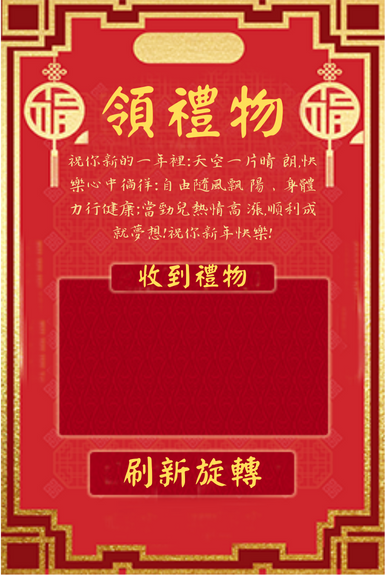 領禮物
福
福
祝你新的一年裡:天空一片晴 朗,快
樂心中徜徉;自由隨風飄 陽﹐身體
力行健康;當勁兒熱情高 漲,順利成
就夢想!祝你新年快樂!
收到禮物
刷新旋轉